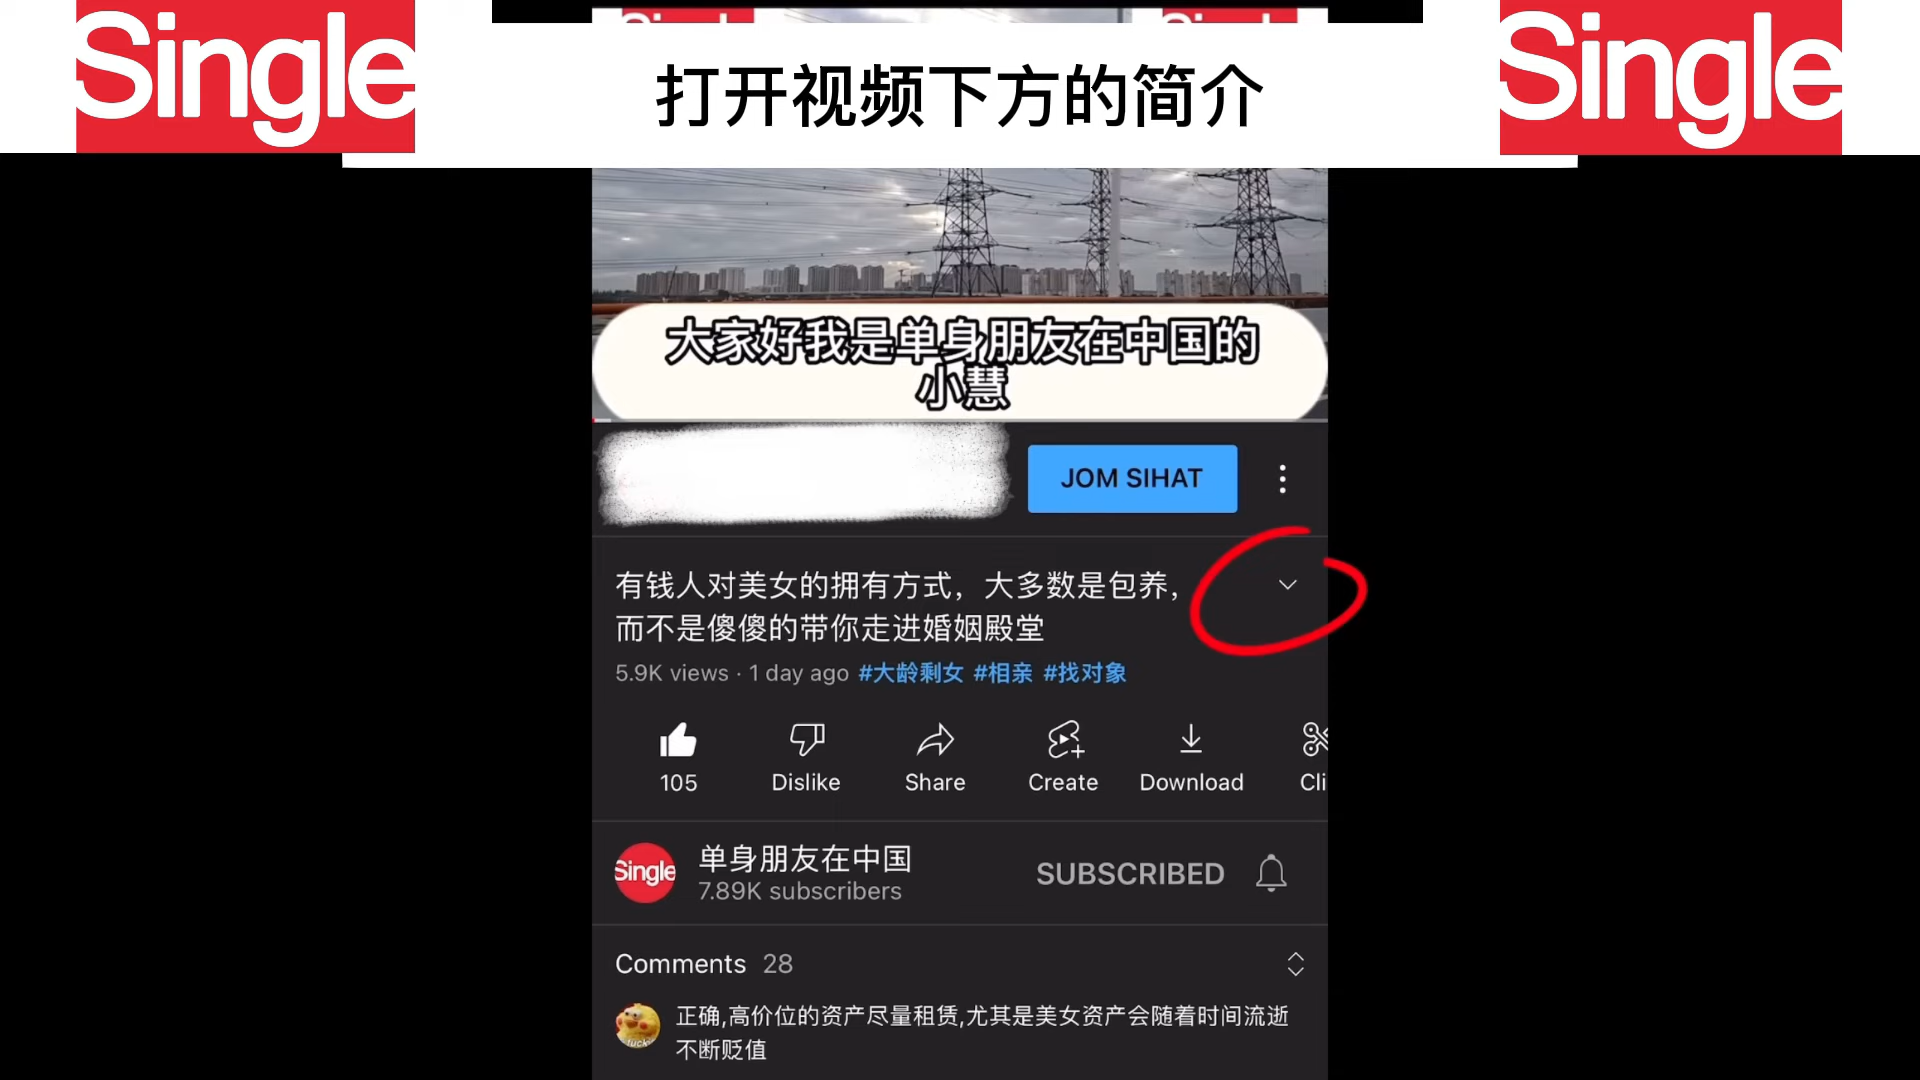 Single
打开视频下方的简介
Single
大家好我是单身朋友在中国的
小慧
JOM SIHAT
有钱人对美女的拥有方式，大多数是包养，
而不是傻傻的带你走进婚姻殿堂
5.9K views · 1 day ago #大龄剩女 #相亲 #找对象
105
Dislike
Share
Create
Download
Cli
Single
单身朋友在中国
7.89K subscribers
SUBSCRIBED
Comments 28
正确,高价位的资产尽量租赁,尤其是美女资产会随着时间流逝
不断贬值